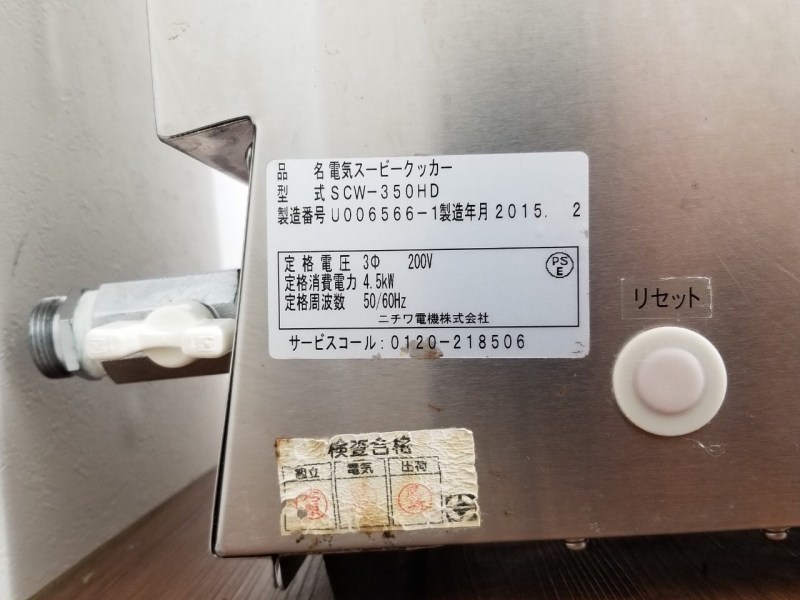 品　名 電気スーピークッカー
型　式 SCW-350HD
製造番号 U006566-1 製造年月 2015. 2
定格電圧 3Φ 200V
定格消費電力 4.5kW
定格周波数 50/60Hz
PSE
ニチワ電機株式会社
サービスコール:0120-218506
リセット
検査合格
組立 電気 出荷